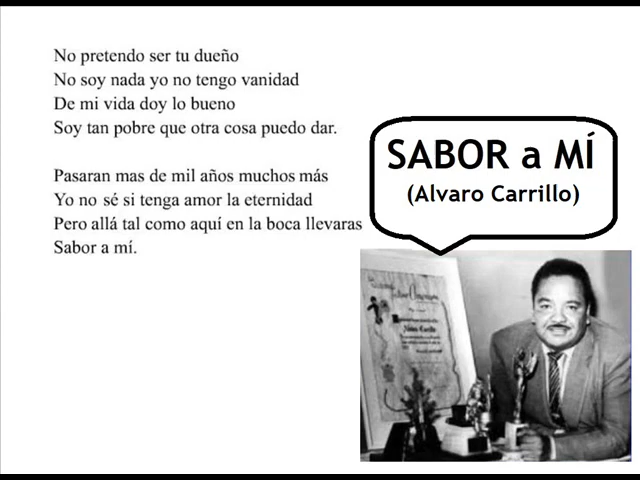 No pretendo ser tu dueño
No soy nada yo no tengo vanidad
De mi vida doy lo bueno
Soy tan pobre que otra cosa puedo dar.
Pasaran mas de mil años muchos más
Yo no sé si tenga amor la eternidad
Pero allá tal como aquí en la boca llevaras
Sabor a mí.
SABOR a MÍ
(Alvaro Carrillo)